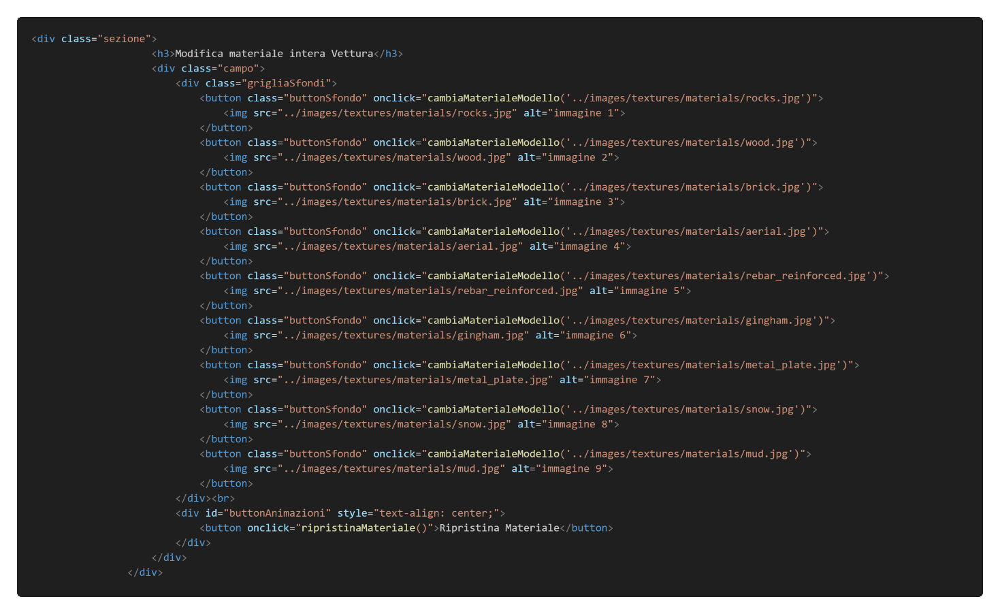 <div class="sezione">
<h3>Modifica materiale intera Vettura</h3>
<div class="campo">
<div class="grigliaSfondi">
<button class="buttonSfondo" onclick="cambiaMaterialeModello('../images/textures/materials/rocks.jpg')">
<img src="../images/textures/materials/rocks.jpg" alt="immagine 1">
</button>
<button class="buttonSfondo" onclick="cambiaMaterialeModello('../images/textures/materials/wood.jpg')">
<img src="../images/textures/materials/wood.jpg" alt="immagine 2">
</button>
<button class="buttonSfondo" onclick="cambiaMaterialeModello('../images/textures/materials/brick.jpg')">
<img src="../images/textures/materials/brick.jpg" alt="immagine 3">
</button>
<button class="buttonSfondo" onclick="cambiaMaterialeModello('../images/textures/materials/aerial.jpg')">
<img src="../images/textures/materials/aerial.jpg" alt="immagine 4">
</button>
<button class="buttonSfondo" onclick="cambiaMaterialeModello('../images/textures/materials/rebar_reinforced.jpg')">
<img src="../images/textures/materials/rebar_reinforced.jpg" alt="immagine 5">
</button>
<button class="buttonSfondo" onclick="cambiaMaterialeModello('../images/textures/materials/gingham.jpg')">
<img src="../images/textures/materials/gingham.jpg" alt="immagine 6">
</button>
<button class="buttonSfondo" onclick="cambiaMaterialeModello('../images/textures/materials/metal_plate.jpg')">
<img src="../images/textures/materials/metal_plate.jpg" alt="immagine 7">
</button>
<button class="buttonSfondo" onclick="cambiaMaterialeModello('../images/textures/materials/snow.jpg')">
<img src="../images/textures/materials/snow.jpg" alt="immagine 8">
</button>
<button class="buttonSfondo" onclick="cambiaMaterialeModello('../images/textures/materials/mud.jpg')">
<img src="../images/textures/materials/mud.jpg" alt="immagine 9">
</button>
</div><br>
<div id="buttonAnimazioni" style="text-align: center;">
<button onclick="ripristinaMateriale()">Ripristina Materiale</button>
</div>
</div>
</div>